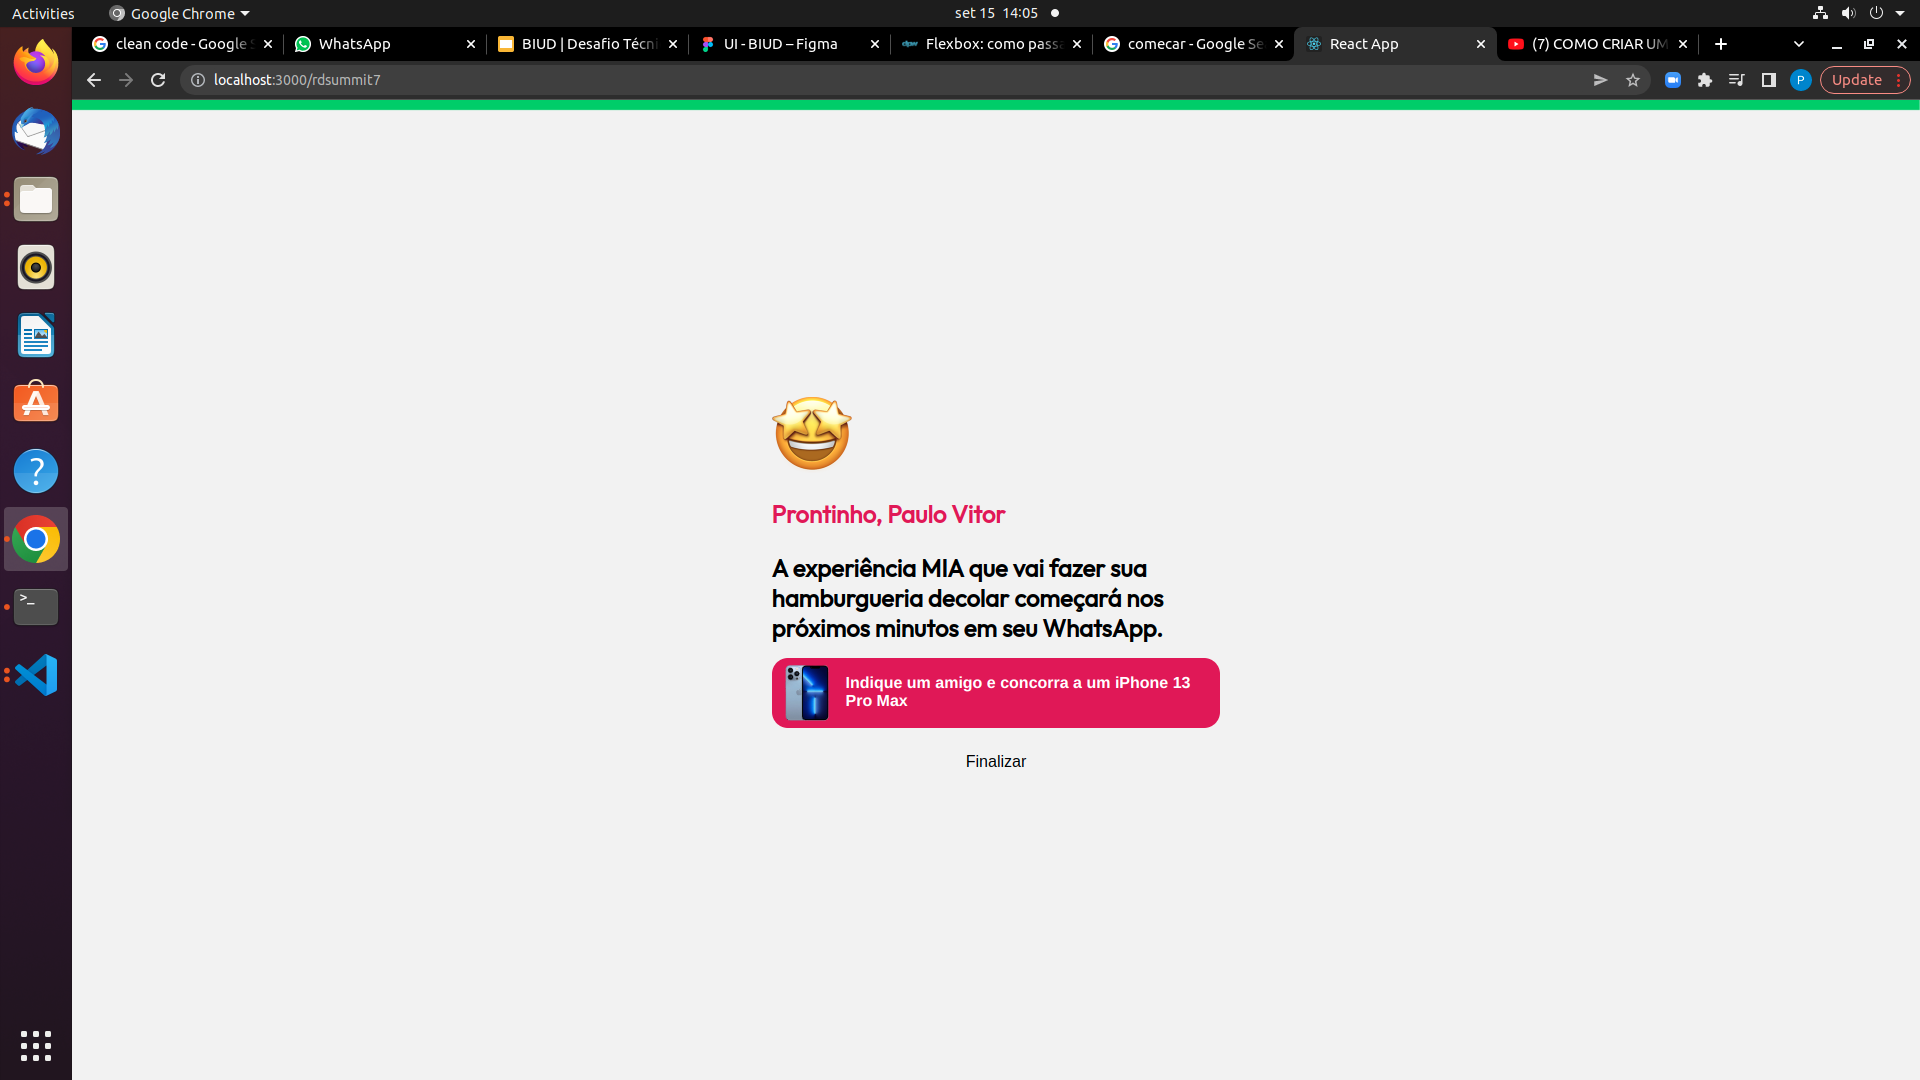 Activities
Google Chrome
set 15 14:05
clean code - Google S
WhatsApp
BIUD | Desafio Técni
UI - BIUD – Figma
Flexbox: como passa
comecar - Google Se
React App
(7) COMO CRIAR UM
localhost:3000/rdsummit7
P
Update
Prontinho, Paulo Vitor
A experiência MIA que vai fazer sua
hamburgueria decolar começará nos
próximos minutos em seu WhatsApp.
Indique um amigo e concorra a um iPhone 13
Pro Max
Finalizar